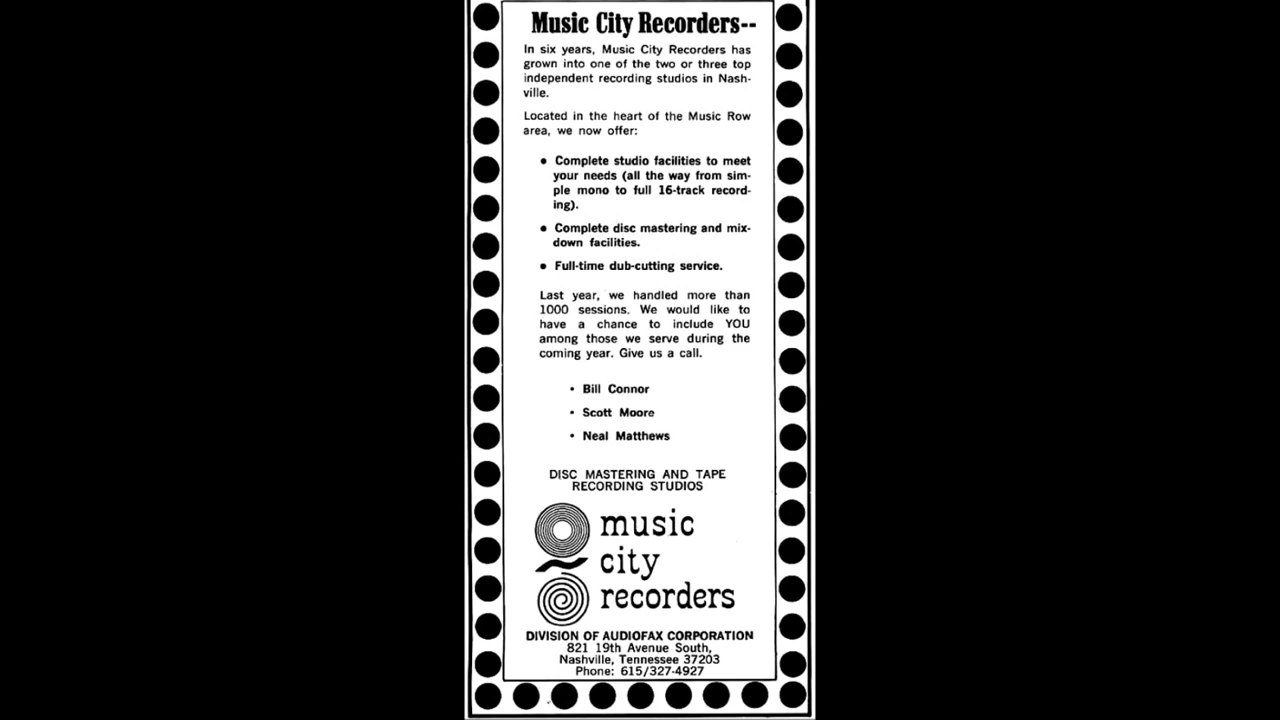 Music City Recorders--
In six years, Music City Recorders has
grown into one of the two or three top
independent recording studios in Nash-
ville.
Located in the heart of the Music Row
area, we now offer:
• Complete studio facilities to meet
your needs (all the way from sim-
ple mono to full 16-track record-
ing).
• Complete disc mastering and mix-
down facilities.
• Full-time dub-cutting service.
Last year, we handled more than
1000 sessions. We would like to
have a chance to include YOU
among those we serve during the
coming year. Give us a call.
• Bill Connor
• Scott Moore
• Neal Matthews
DISC MASTERING AND TAPE
RECORDING STUDIOS
music
city
recorders
DIVISION OF AUDIOFAX CORPORATION
821 19th Avenue South,
Nashville, Tennessee 37203
Phone: 615/327-4927